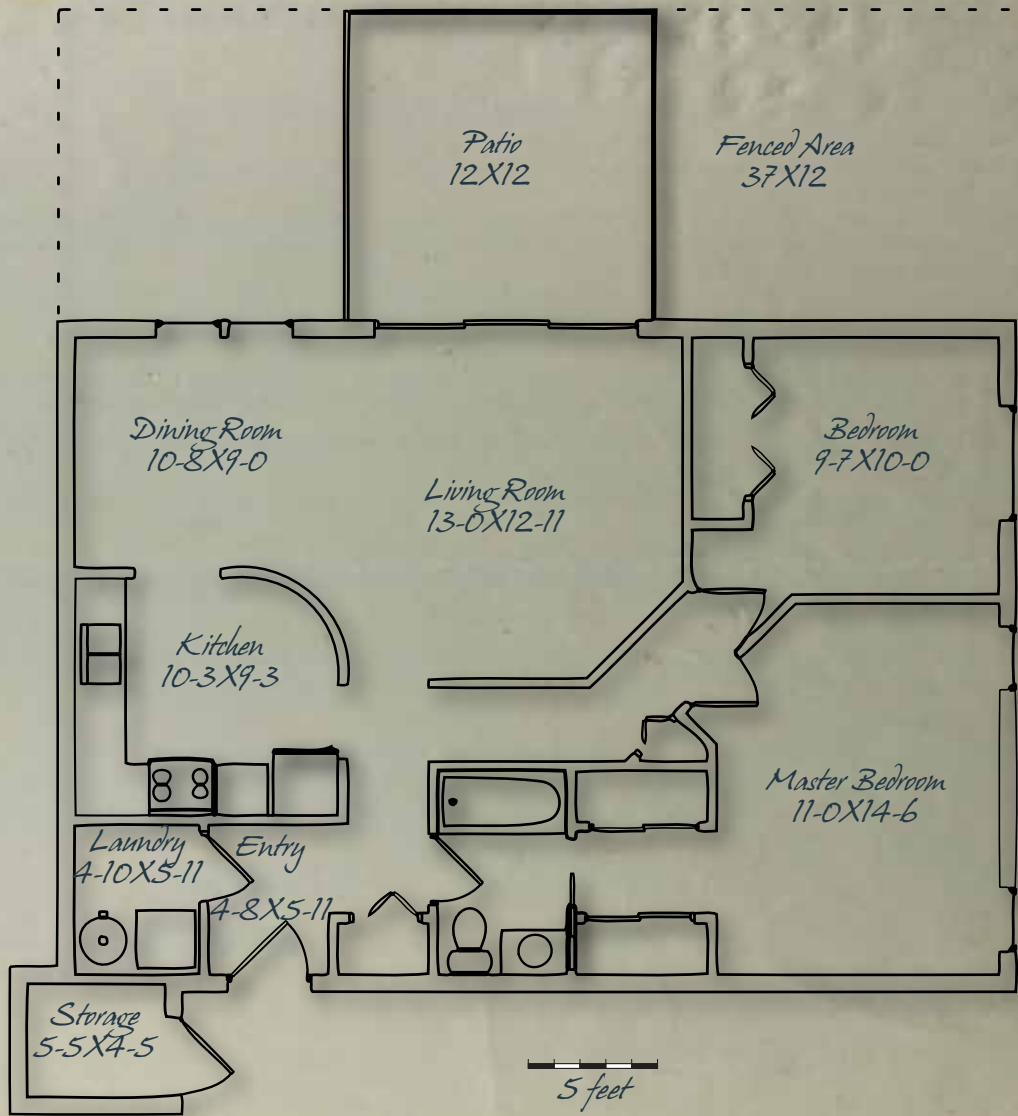 Patio
12X12
Fenced Area
37X12
Dining Room
10-8X9-0
Living Room
13-0X12-11
Bedroom
9-7X10-0
Kitchen
10-3X9-3
Master Bedroom
11-0X14-6
Laundry
4-10X5-11
Entry
4-8X5-11
Storage
5-5X4-5
5 feet